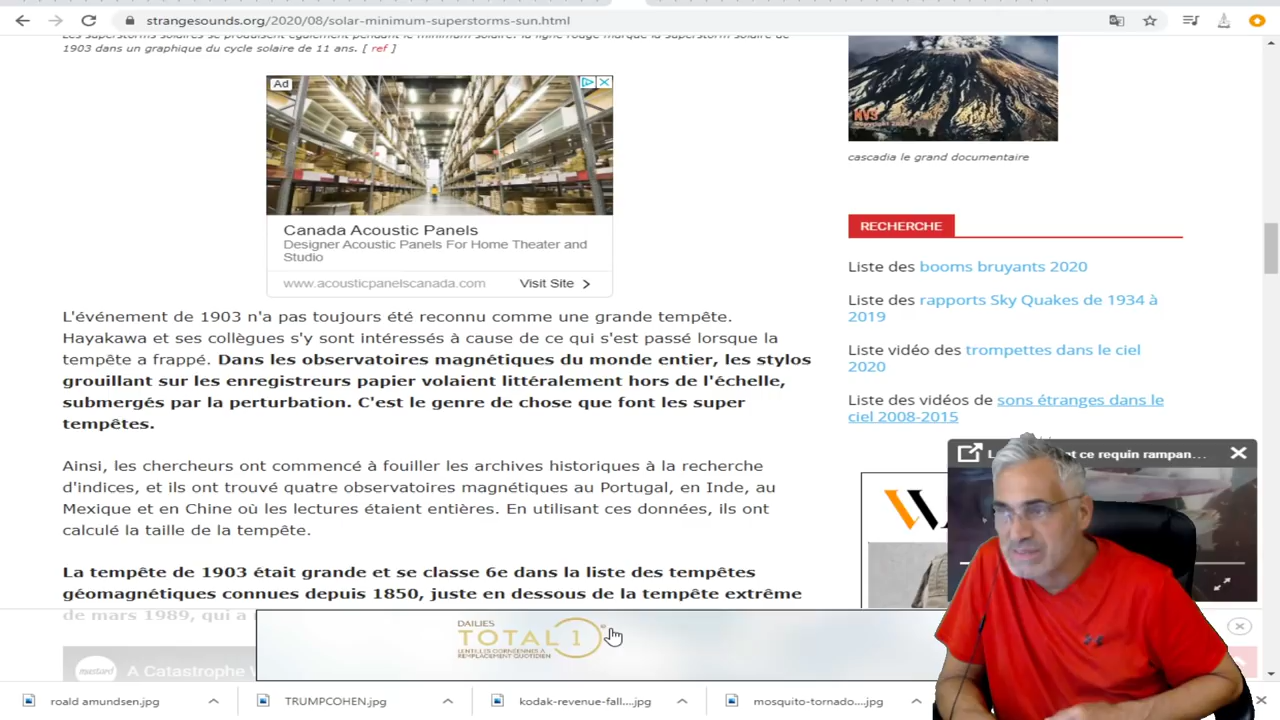 strangesounds.org/2020/08/solar-minimum-superstorms-sun.html
Les superstorms solaires se produisent également pendant le minimum solaire: la ligne rouge marque la superstorm solaire de
1903 dans un graphique du cycle solaire de 11 ans. [ ref ]
Ad
Canada Acoustic Panels
Designer Acoustic Panels For Home Theater and
Studio
www.acousticpanelscanada.com
Visit Site
L'événement de 1903 n'a pas toujours été reconnu comme une grande tempête.
Hayakawa et ses collègues s'y sont intéressés à cause de ce qui s'est passé lorsque la
tempête a frappé. Dans les observatoires magnétiques du monde entier, les stylos
grouillant sur les enregistreurs papier volaient littéralement hors de l'échelle,
submergés par la perturbation. C'est le genre de chose que font les super
tempêtes.
Ainsi, les chercheurs ont commencé à fouiller les archives historiques à la recherche
d'indices, et ils ont trouvé quatre observatoires magnétiques au Portugal, en Inde, au
Mexique et en Chine où les lectures étaient entières. En utilisant ces données, ils ont
calculé la taille de la tempête.
La tempête de 1903 était grande et se classe 6e dans la liste des tempêtes
géomagnétiques connues depuis 1850, juste en dessous de la tempête extrême
de mars 1989, qui a
mustard
A Catastrophe
cascadia le grand documentaire
RECHERCHE
Liste des booms bruyants 2020
Liste des rapports Sky Quakes de 1934 à
2019
Liste vidéo des trompettes dans le ciel
2020
Liste des vidéos de sons étranges dans le
ciel 2008-2015
ce requin rampan...
DAILIES
TOTAL 1
LENTILLES CORNÉENNES À
REMPLACEMENT QUOTIDIEN
roald amundsen.jpg
TRUMPCOHEN.jpg
kodak-revenue-fall....jpg
mosquito-tornado....jpg